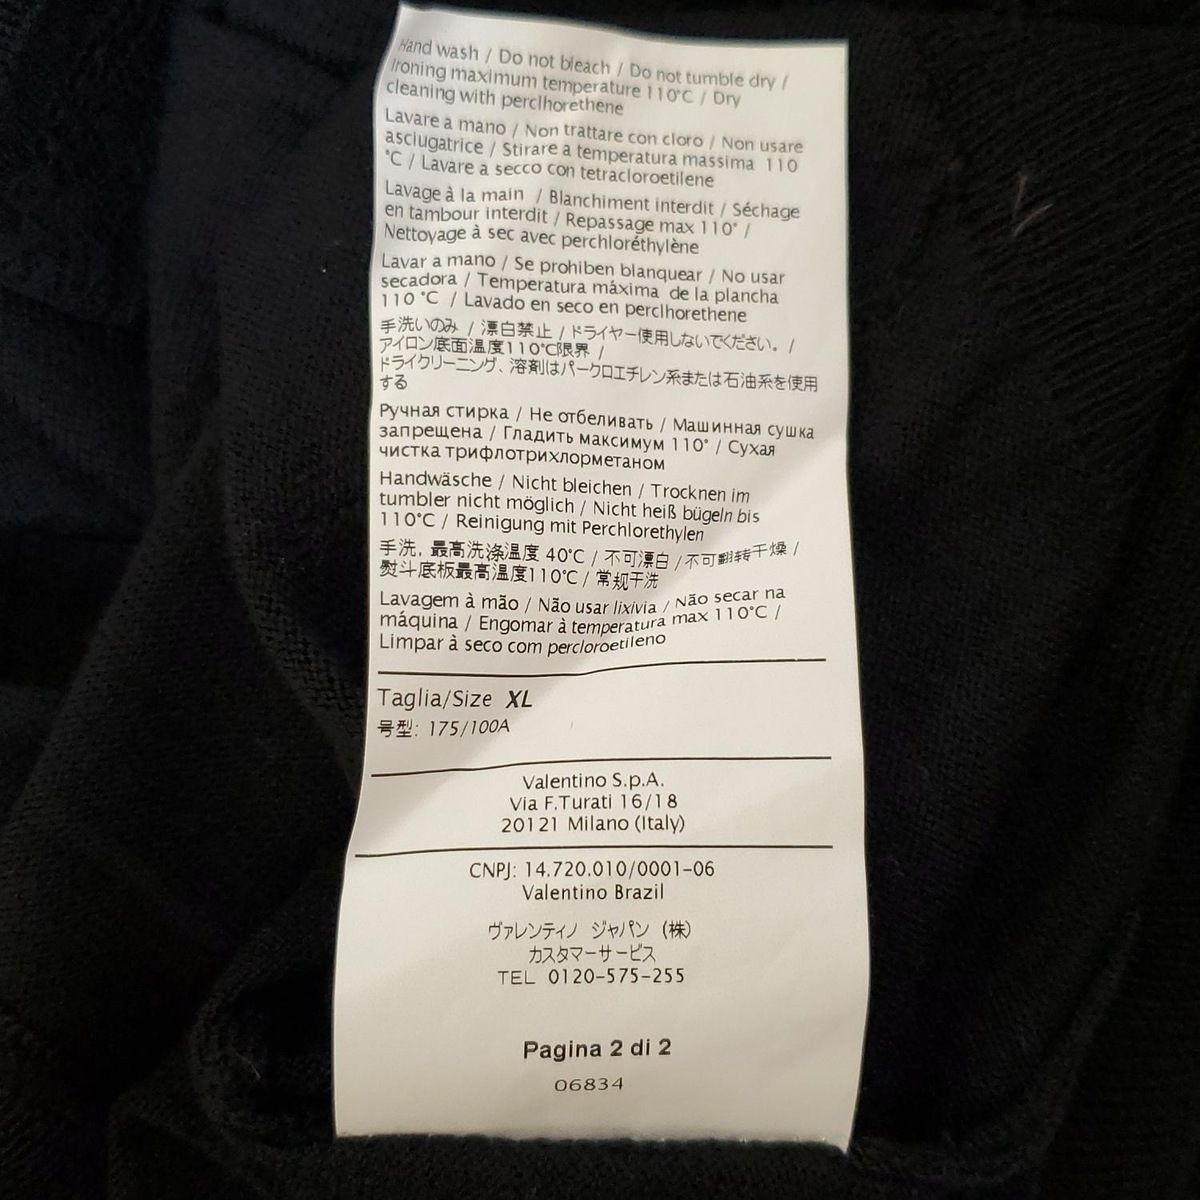 Hand wash / Do not bleach / Do not tumble dry /
Ironing maximum temperature 110°C / Dry
cleaning with perclhorethene
Lavare a mano / Non trattare con cloro / Non usare
asciugatrice / Stirare a temperatura massima 110
°C / Lavare a secco con tetracloroetilene
Lavage à la main / Blanchiment interdit / Séchage
en tambour interdit / Repassage max 110° /
Nettoyage à sec avec perchloréthylène
Lavar a mano / Se prohiben blanquear / No usar
secadora / Temperatura máxima de la plancha
110 °C / Lavado en seco en perclhorethene
手洗いのみ / 漂白禁止 / ドライヤー使用しないでください。 /
アイロン底面温度110℃限界 /
ドライクリーニング、溶剤はパークロエチレン系または石油系を使用
する
Ручная стирка / Не отбеливать / Машинная сушка
запрещена / Гладить максимум 110° / Сухая
чистка трифлотрихлорметаном
Handwäsche / Nicht bleichen / Trocknen im
tumbler nicht möglich / Nicht heiß bügeln bis
110°C / Reinigung mit Perchlorethylen
手洗, 最高洗涤温度 40℃ / 不可漂白 / 不可翻转干燥 /
熨斗底板最高温度110℃ / 常规干洗
Lavagem à mão / Não usar lixivia / Não secar na
máquina / Engomar à temperatura max 110°C /
Limpar à seco com percloroetileno
Taglia/Size XL
号型: 175/100A
Valentino S.p.A.
Via F.Turati 16/18
20121 Milano (Italy)
CNPJ: 14.720.010/0001-06
Valentino Brazil
ヴァレンティノ ジャパン (株)
カスタマーサービス
TEL 0120-575-255
Pagina 2 di 2
06834